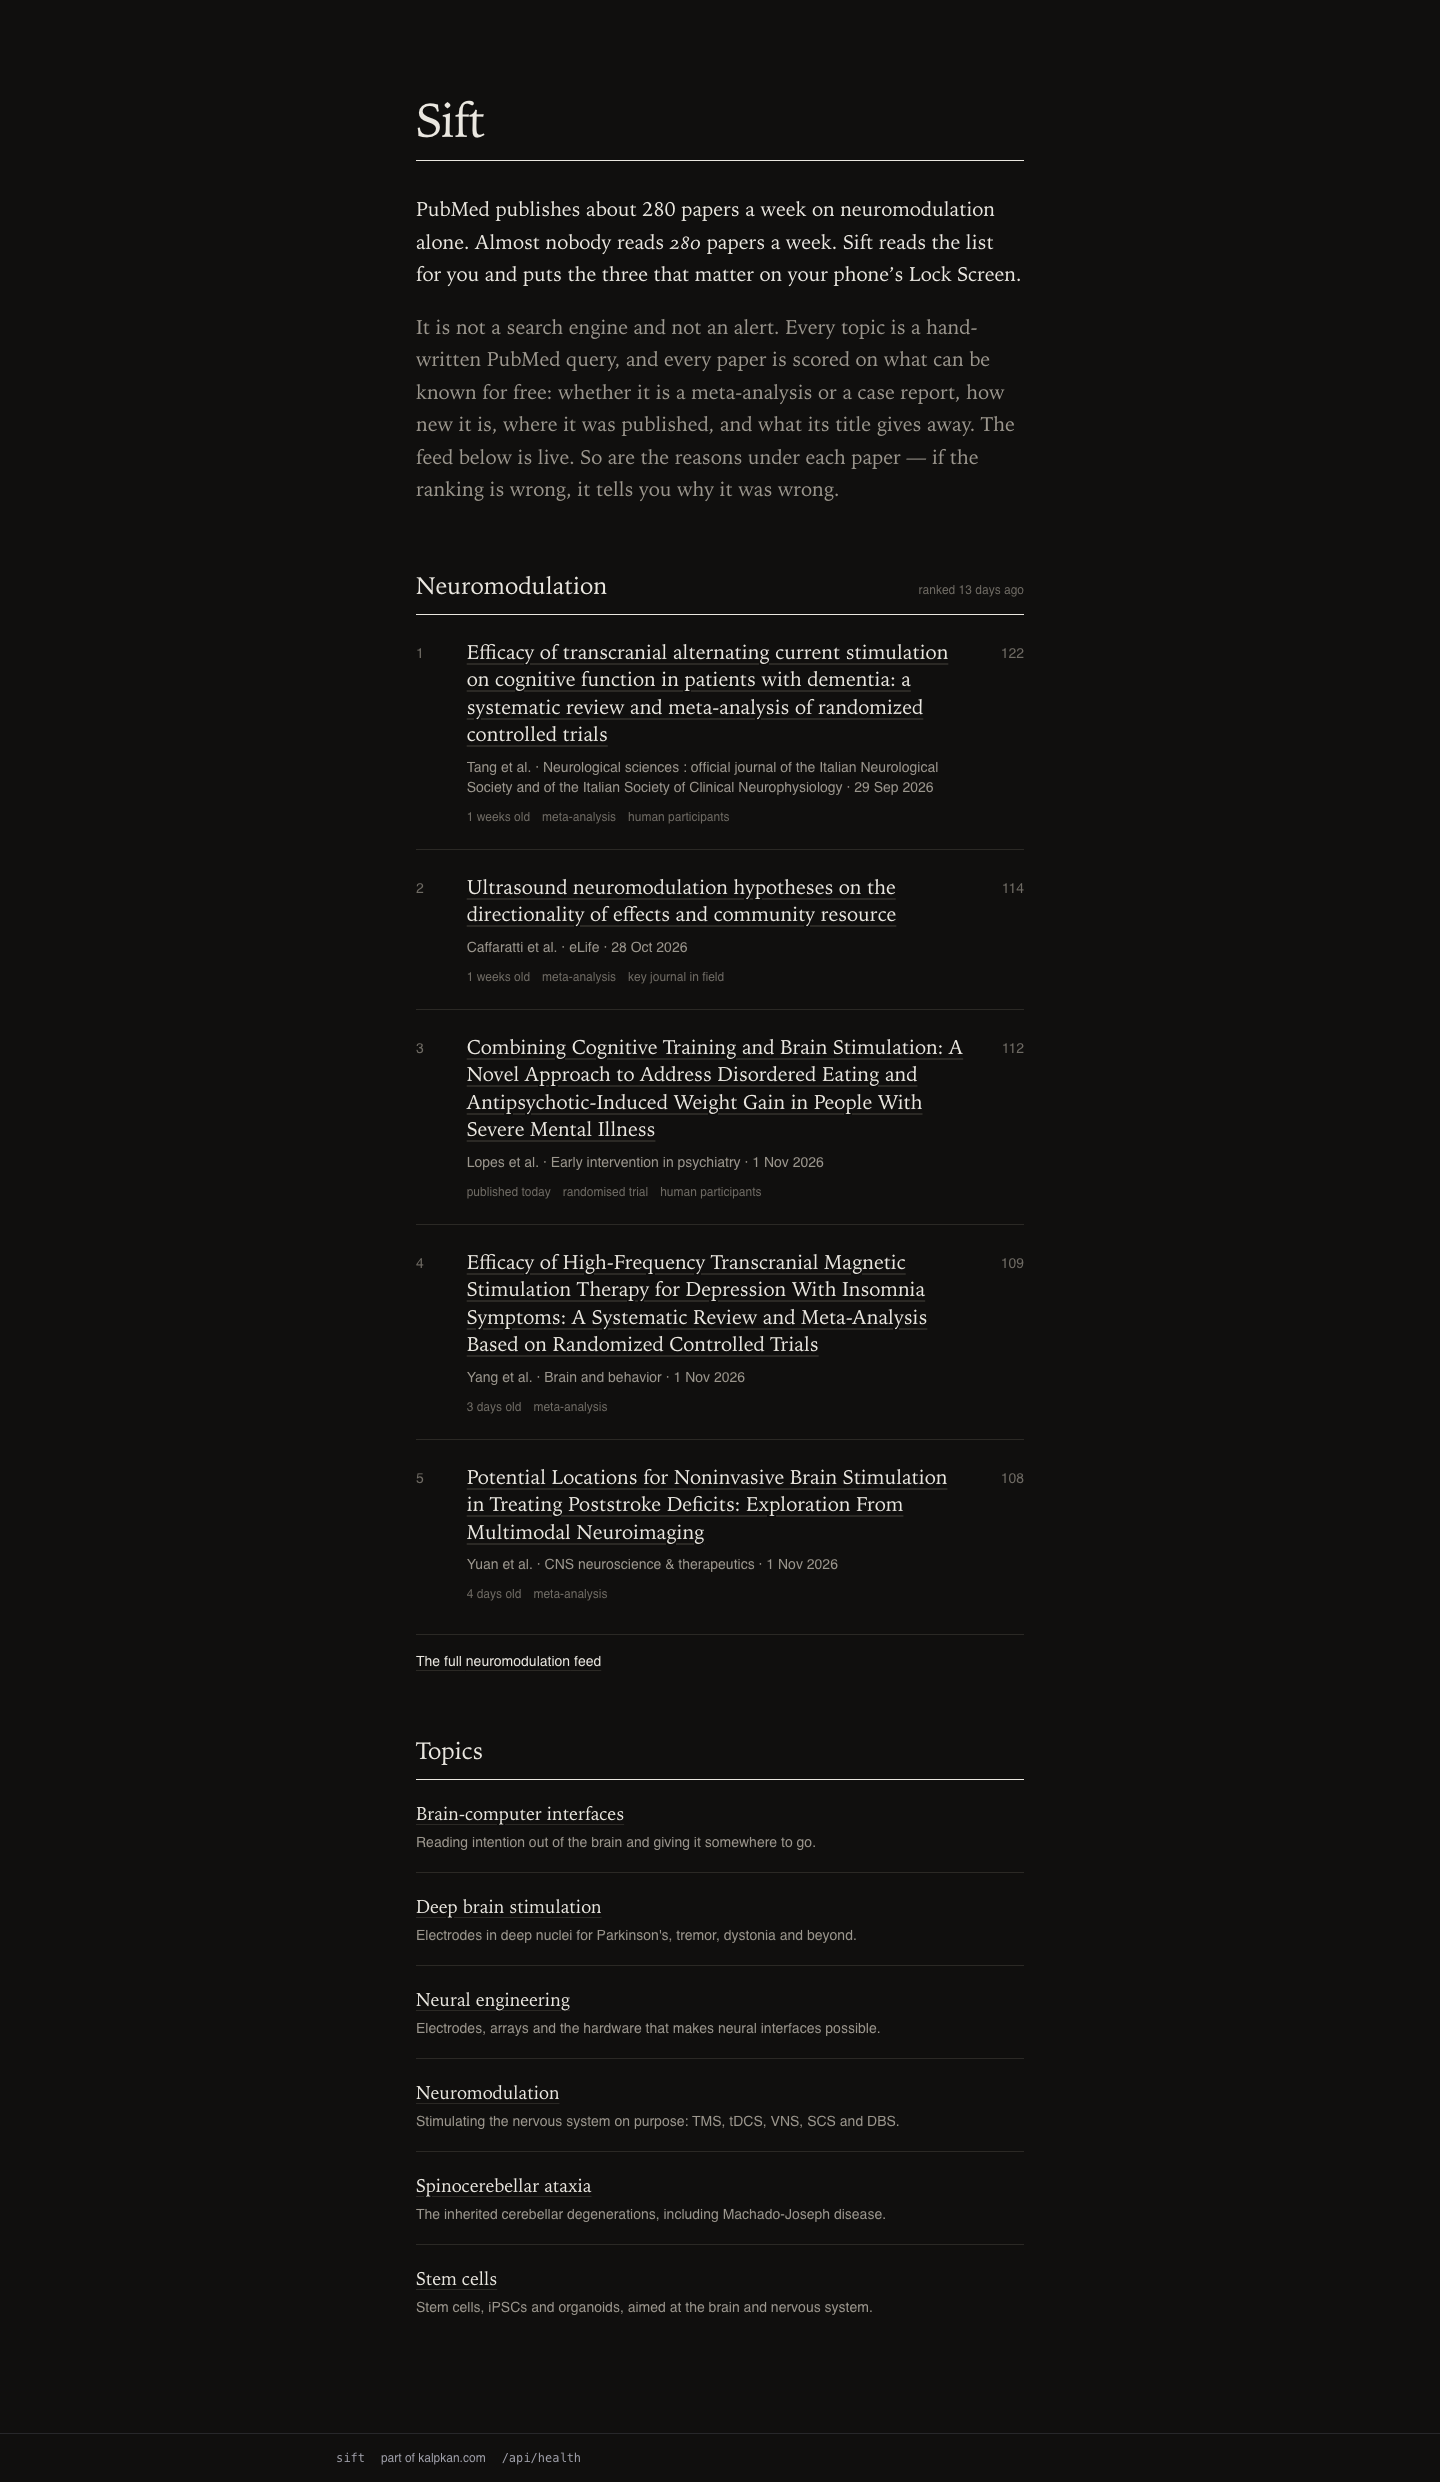 Sift
PubMed publishes about 280 papers a week on neuromodulation
alone. Almost nobody reads 280 papers a week. Sift reads the list
for you and puts the three that matter on your phone’s Lock Screen.
It is not a search engine and not an alert. Every topic is a hand-
written PubMed query, and every paper is scored on what can be
known for free: whether it is a meta-analysis or a case report, how
new it is, where it was published, and what its title gives away. The
feed below is live. So are the reasons under each paper — if the
ranking is wrong, it tells you why it was wrong.
Neuromodulation ranked 13 days ago
1 Efficacy of transcranial alternating current stimulation 122
on cognitive function in patients with dementia: a
systematic review and meta-analysis of randomized
controlled trials
Tang et al. · Neurological sciences : official journal of the Italian Neurological
Society and of the Italian Society of Clinical Neurophysiology · 29 Sep 2026
1 weeks old meta-analysis human participants
2 Ultrasound neuromodulation hypotheses on the 114
directionality of effects and community resource
Caffaratti et al. · eLife · 28 Oct 2026
1 weeks old meta-analysis key journal in field
3 Combining Cognitive Training and Brain Stimulation: A 112
Novel Approach to Address Disordered Eating and
Antipsychotic-Induced Weight Gain in People With
Severe Mental Illness
Lopes et al. · Early intervention in psychiatry · 1 Nov 2026
published today randomised trial human participants
4 Efficacy of High-Frequency Transcranial Magnetic 109
Stimulation Therapy for Depression With Insomnia
Symptoms: A Systematic Review and Meta-Analysis
Based on Randomized Controlled Trials
Yang et al. · Brain and behavior · 1 Nov 2026
3 days old meta-analysis
5 Potential Locations for Noninvasive Brain Stimulation 108
in Treating Poststroke Deficits: Exploration From
Multimodal Neuroimaging
Yuan et al. · CNS neuroscience & therapeutics · 1 Nov 2026
4 days old meta-analysis
The full neuromodulation feed
Topics
Brain-computer interfaces
Reading intention out of the brain and giving it somewhere to go.
Deep brain stimulation
Electrodes in deep nuclei for Parkinson's, tremor, dystonia and beyond.
Neural engineering
Electrodes, arrays and the hardware that makes neural interfaces possible.
Neuromodulation
Stimulating the nervous system on purpose: TMS, tDCS, VNS, SCS and DBS.
Spinocerebellar ataxia
The inherited cerebellar degenerations, including Machado-Joseph disease.
Stem cells
Stem cells, iPSCs and organoids, aimed at the brain and nervous system.
sift part of kalpkan.com /api/health